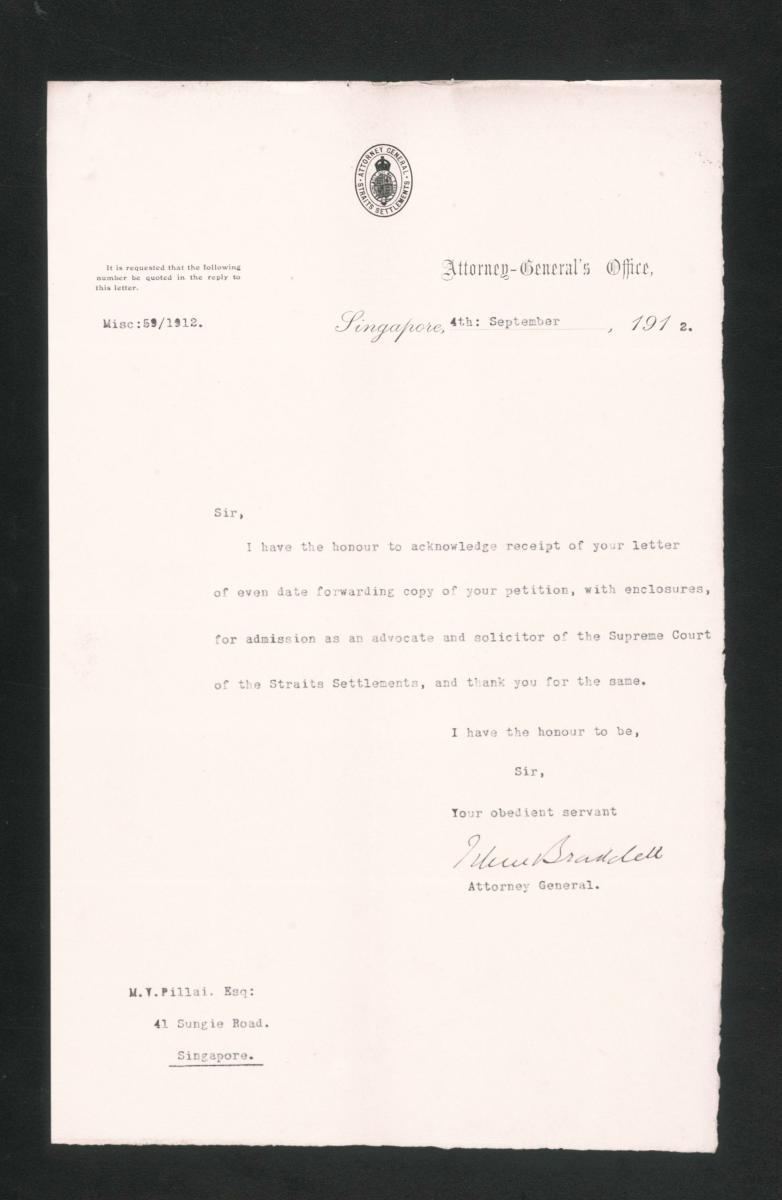 ATTORNEY GENERAL
STRAITS SETTLEMENTS
It is requested that the following
number be quoted in the reply to
this letter.
Attorney-General's Office,
Misc:59/1912.
Singapore, 4th: September , 191 2.
Sir,
I have the honour to acknowledge receipt of your letter
of even date forwarding copy of your petition, with enclosures,
for admission as an advocate and solicitor of the Supreme Court
of the Straits Settlements, and thank you for the same.
I have the honour to be,
Sir,
Your obedient servant
Braddell
Attorney General.
M.V.Pillai. Esq:
41 Sungie Road.
Singapore.